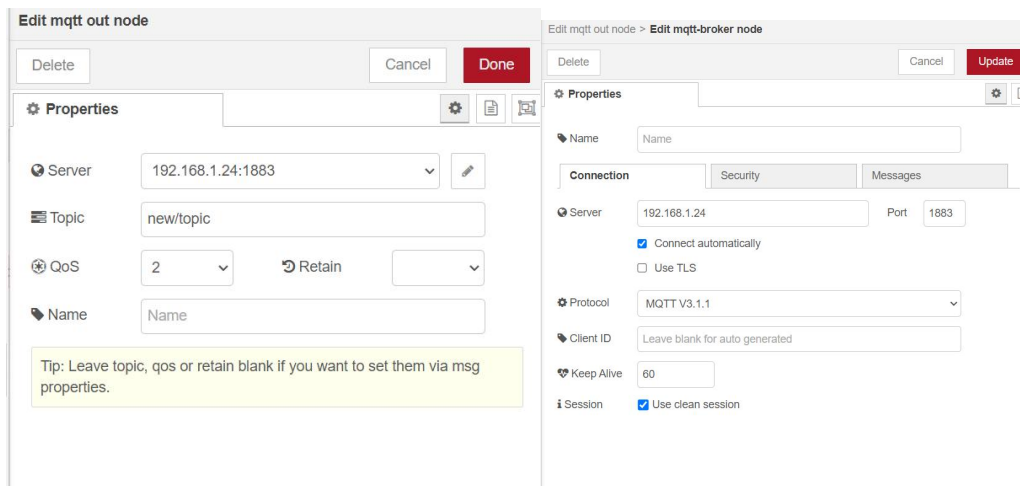 Edit mqtt out node
Delete
Cancel
Done
Properties
Server
192.168.1.24:1883
Topic
new/topic
QoS
2
Retain
Name
Name
Tip: Leave topic, qos or retain blank if you want to set them via msg
properties.
Edit mqtt out node > Edit mqtt-broker node
Delete
Cancel
Update
Properties
Name
Name
Connection
Security
Messages
Server
192.168.1.24
Port
1883
Connect automatically
Use TLS
Protocol
MQTT V3.1.1
Client ID
Leave blank for auto generated
Keep Alive
60
Session
Use clean session